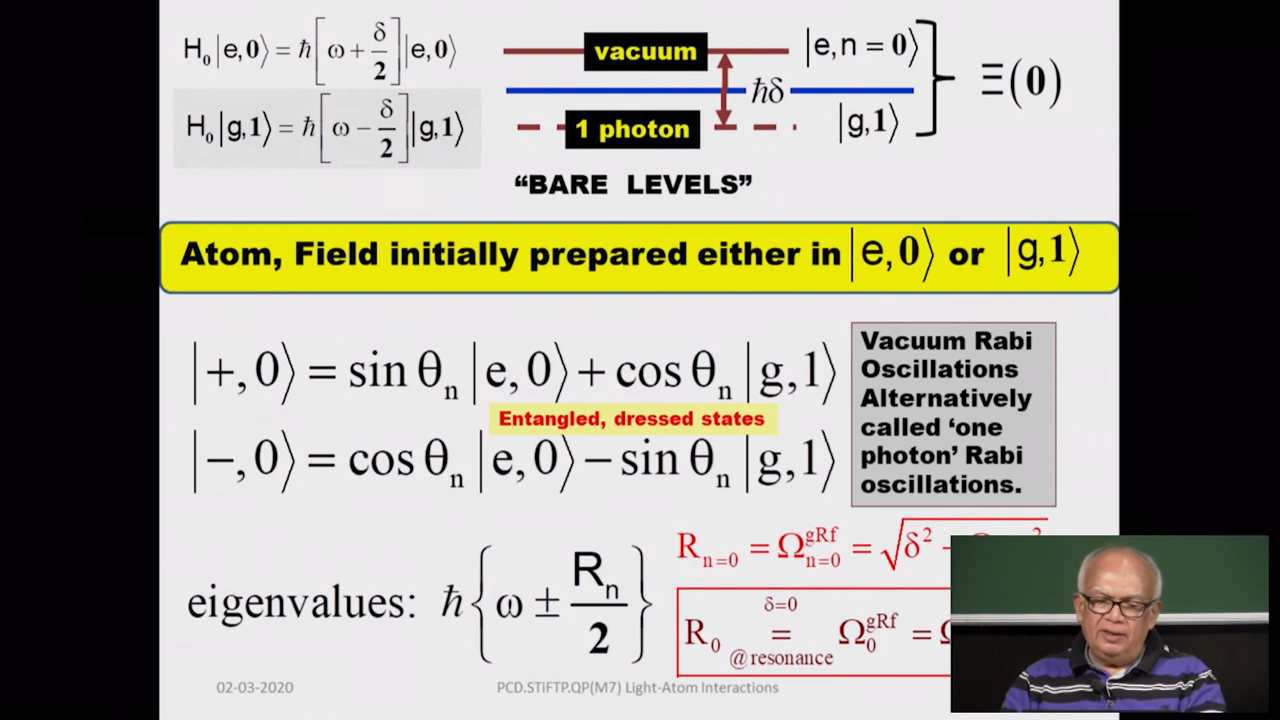 H₀|e,0⟩ = ħ[ω + δ/2]|e,0⟩
vacuum |e,n = 0⟩
ħδ Ξ(0)
H₀|g,1⟩ = ħ[ω − δ/2]|g,1⟩
1 photon |g,1⟩
“BARE LEVELS”
Atom, Field initially prepared either in |e,0⟩ or |g,1⟩
|+,0⟩ = sin θₙ |e,0⟩ + cos θₙ |g,1⟩
Entangled, dressed states
|−,0⟩ = cos θₙ |e,0⟩ − sin θₙ |g,1⟩
Vacuum Rabi
Oscillations
Alternatively
called ‘one
photon’ Rabi
oscillations.
eigenvalues: ħ{ω ± Rₙ/2}
Rₙ₌₀ = Ωₙ₌₀^gRf = √δ²
R₀ = Ω₀^gRf =
δ=0
@ resonance
02-03-2020
PCD.STiFTP.QP(M7) Light-Atom Interactions